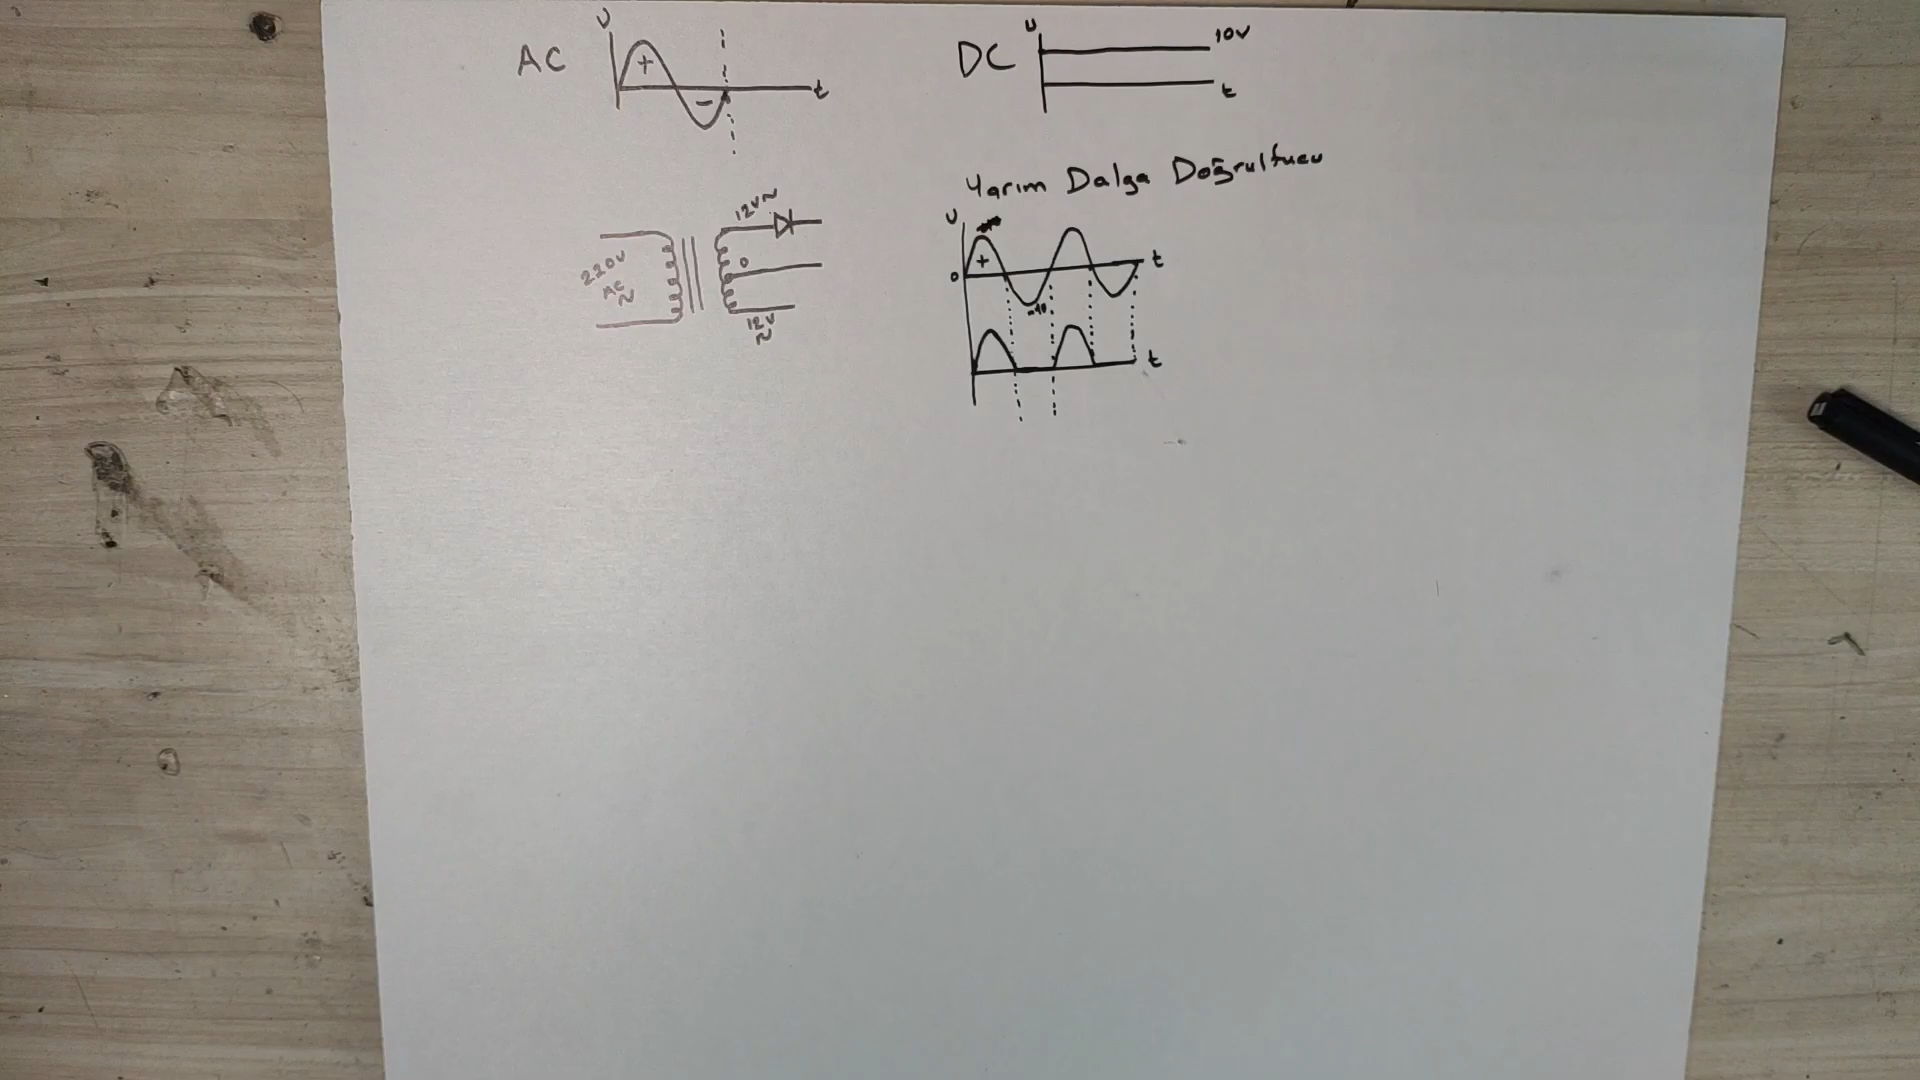 AC
U
+
-
t
DC
U
10V
t
Yarım Dalga Doğrultucu
220V
AC
~
12V~
0
12V
~
U
+
0
t
t